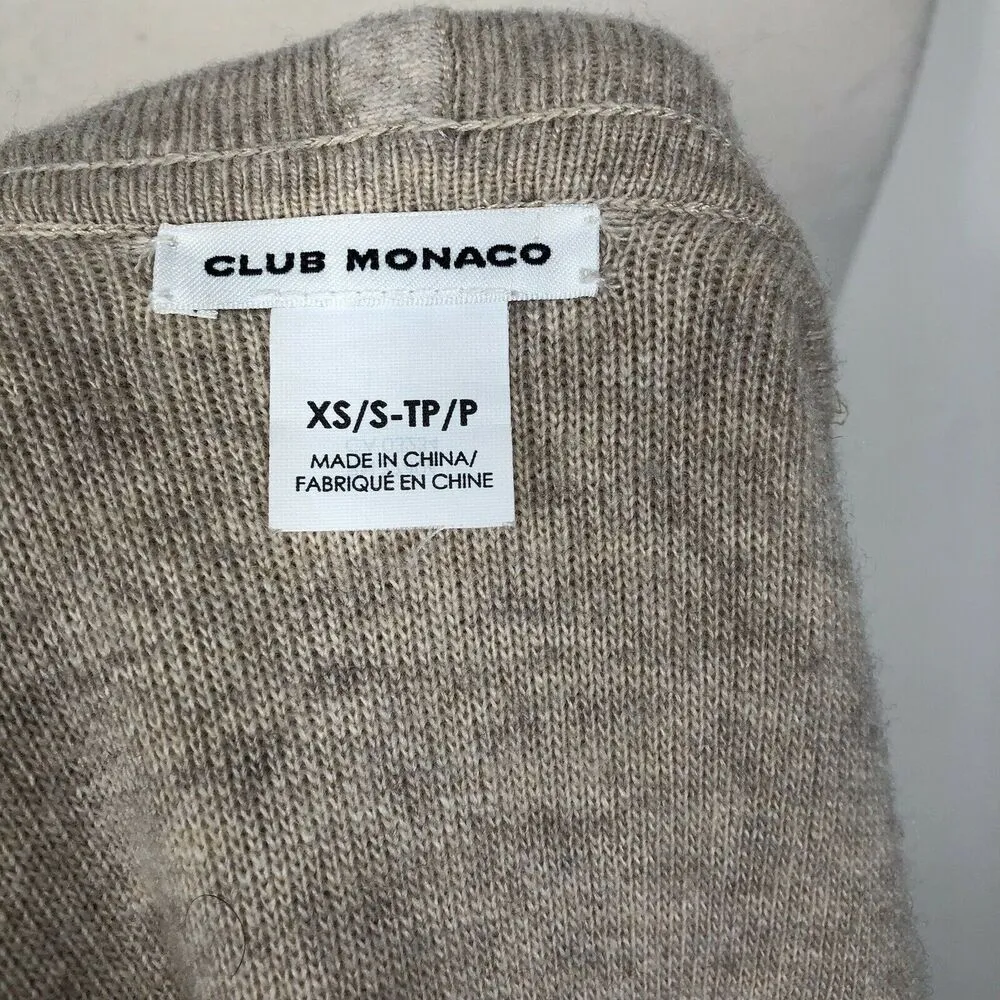 CLUB MONACO
XS/S-TP/P
MADE IN CHINA/
FABRIQUÉ EN CHINE